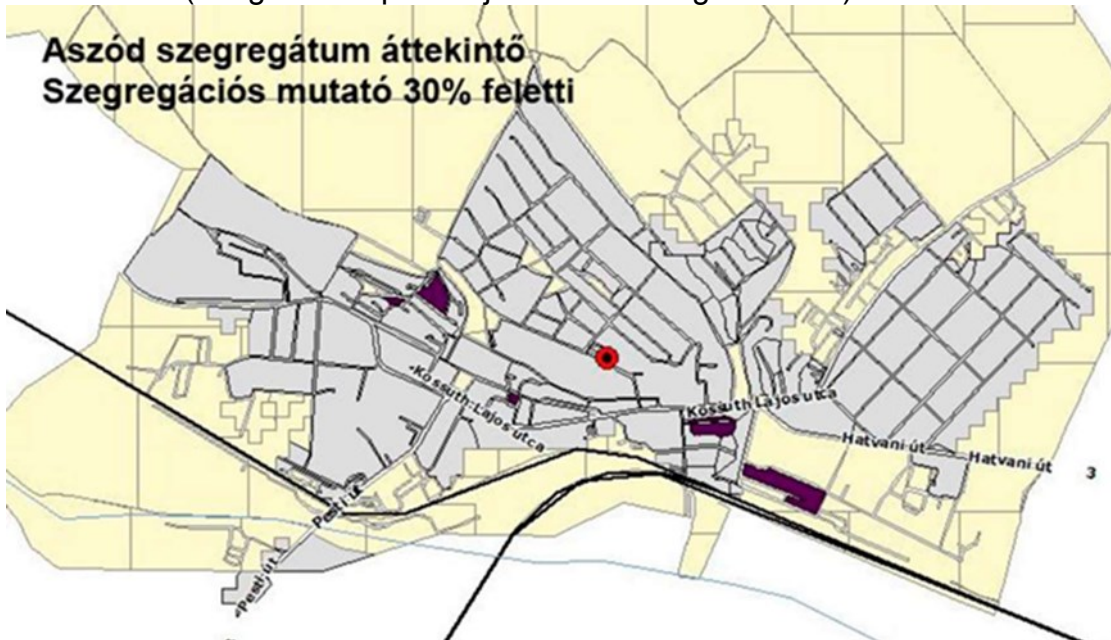 Aszód szegregátum áttekintő
Szegregációs mutató 30% feletti
Kossuth Lajos utca
Kossuth Lajos utca
Hatvani út
Hatvani út
3
Pesti út
Pesti út